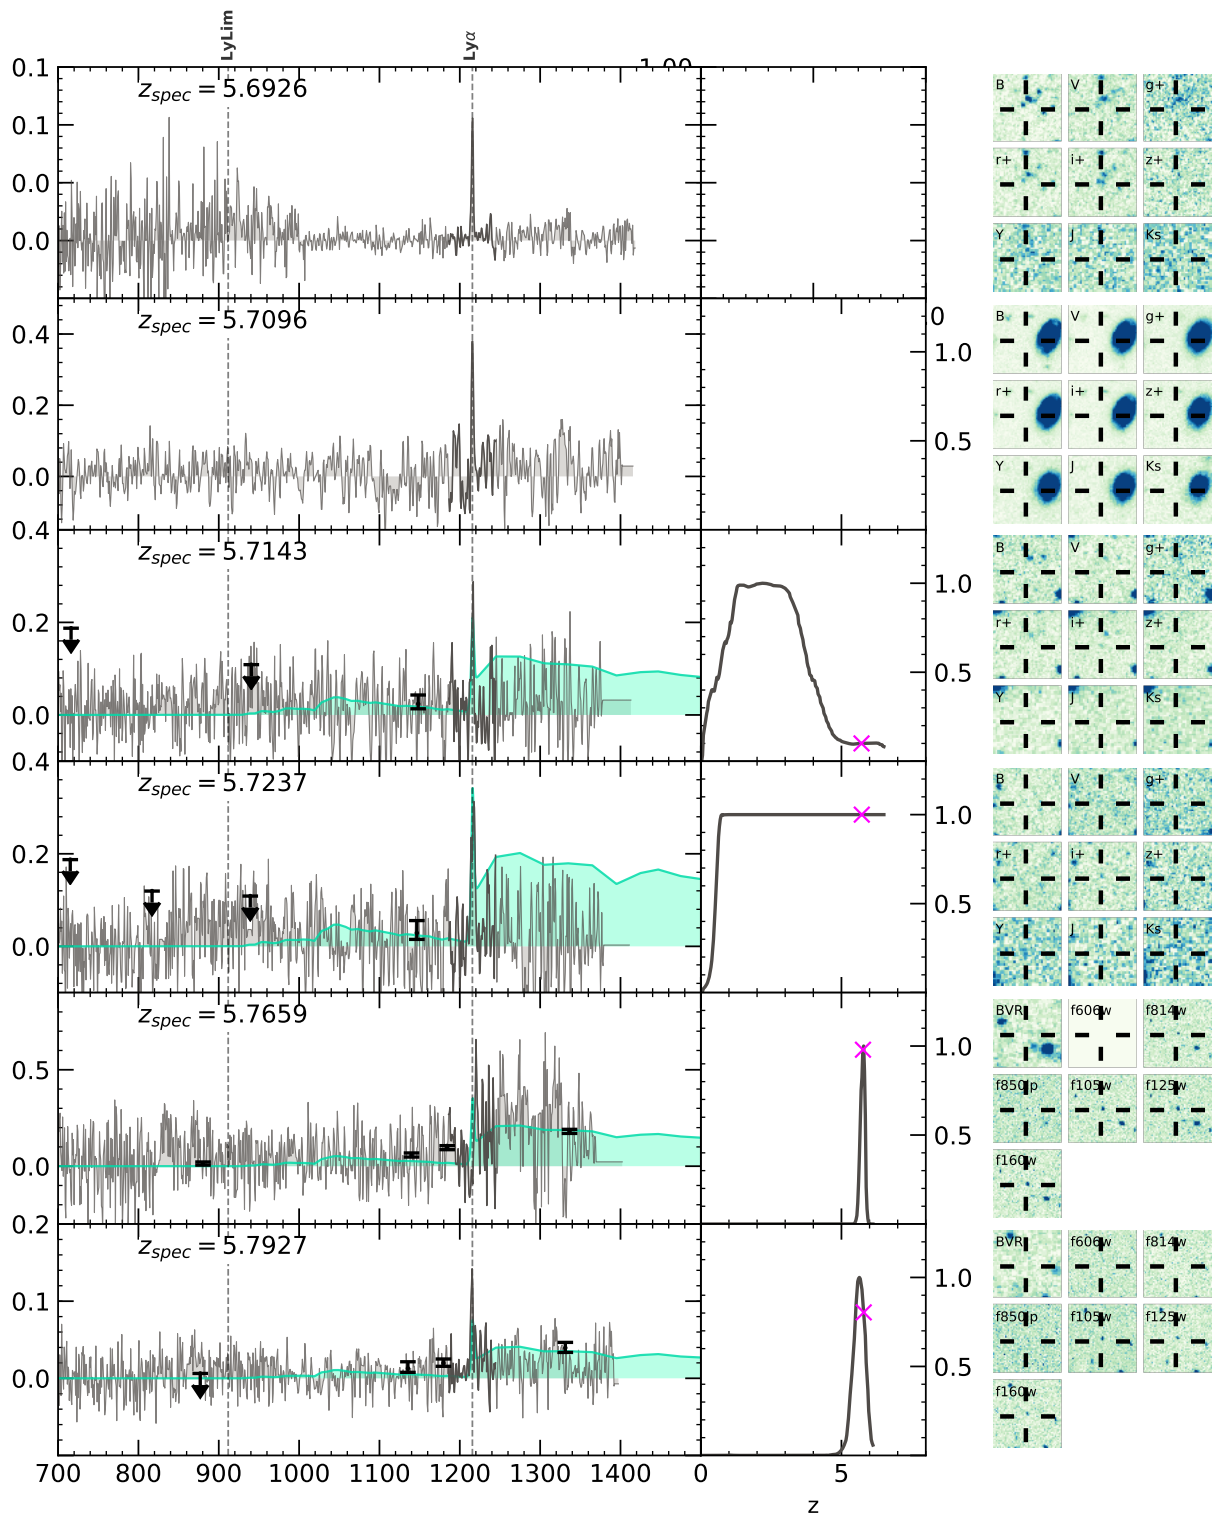 LyLim
Lyα
1.00
0.1
z_spec = 5.6926
0.1
0.0
0.0
B V g+
r+ i+ z+
Y J Ks
z_spec = 5.7096
0
0.4
1.0
0.2
0.5
0.0
B V g+
r+ i+ z+
Y J Ks
0.4
z_spec = 5.7143
1.0
0.2
0.5
0.0
B V g+
r+ i+ z+
Y J Ks
0.4
z_spec = 5.7237
1.0
0.2
0.5
0.0
B V g+
r+ i+ z+
Y J Ks
z_spec = 5.7659
1.0
0.5
0.5
0.0
BVR f606w f814w
f850lp f105w f125w
f160w
0.2
z_spec = 5.7927
1.0
0.1
0.5
0.0
BVR f606w f814w
f850lp f105w f125w
f160w
700 800 900 1000 1100 1200 1300 1400 0 5
z